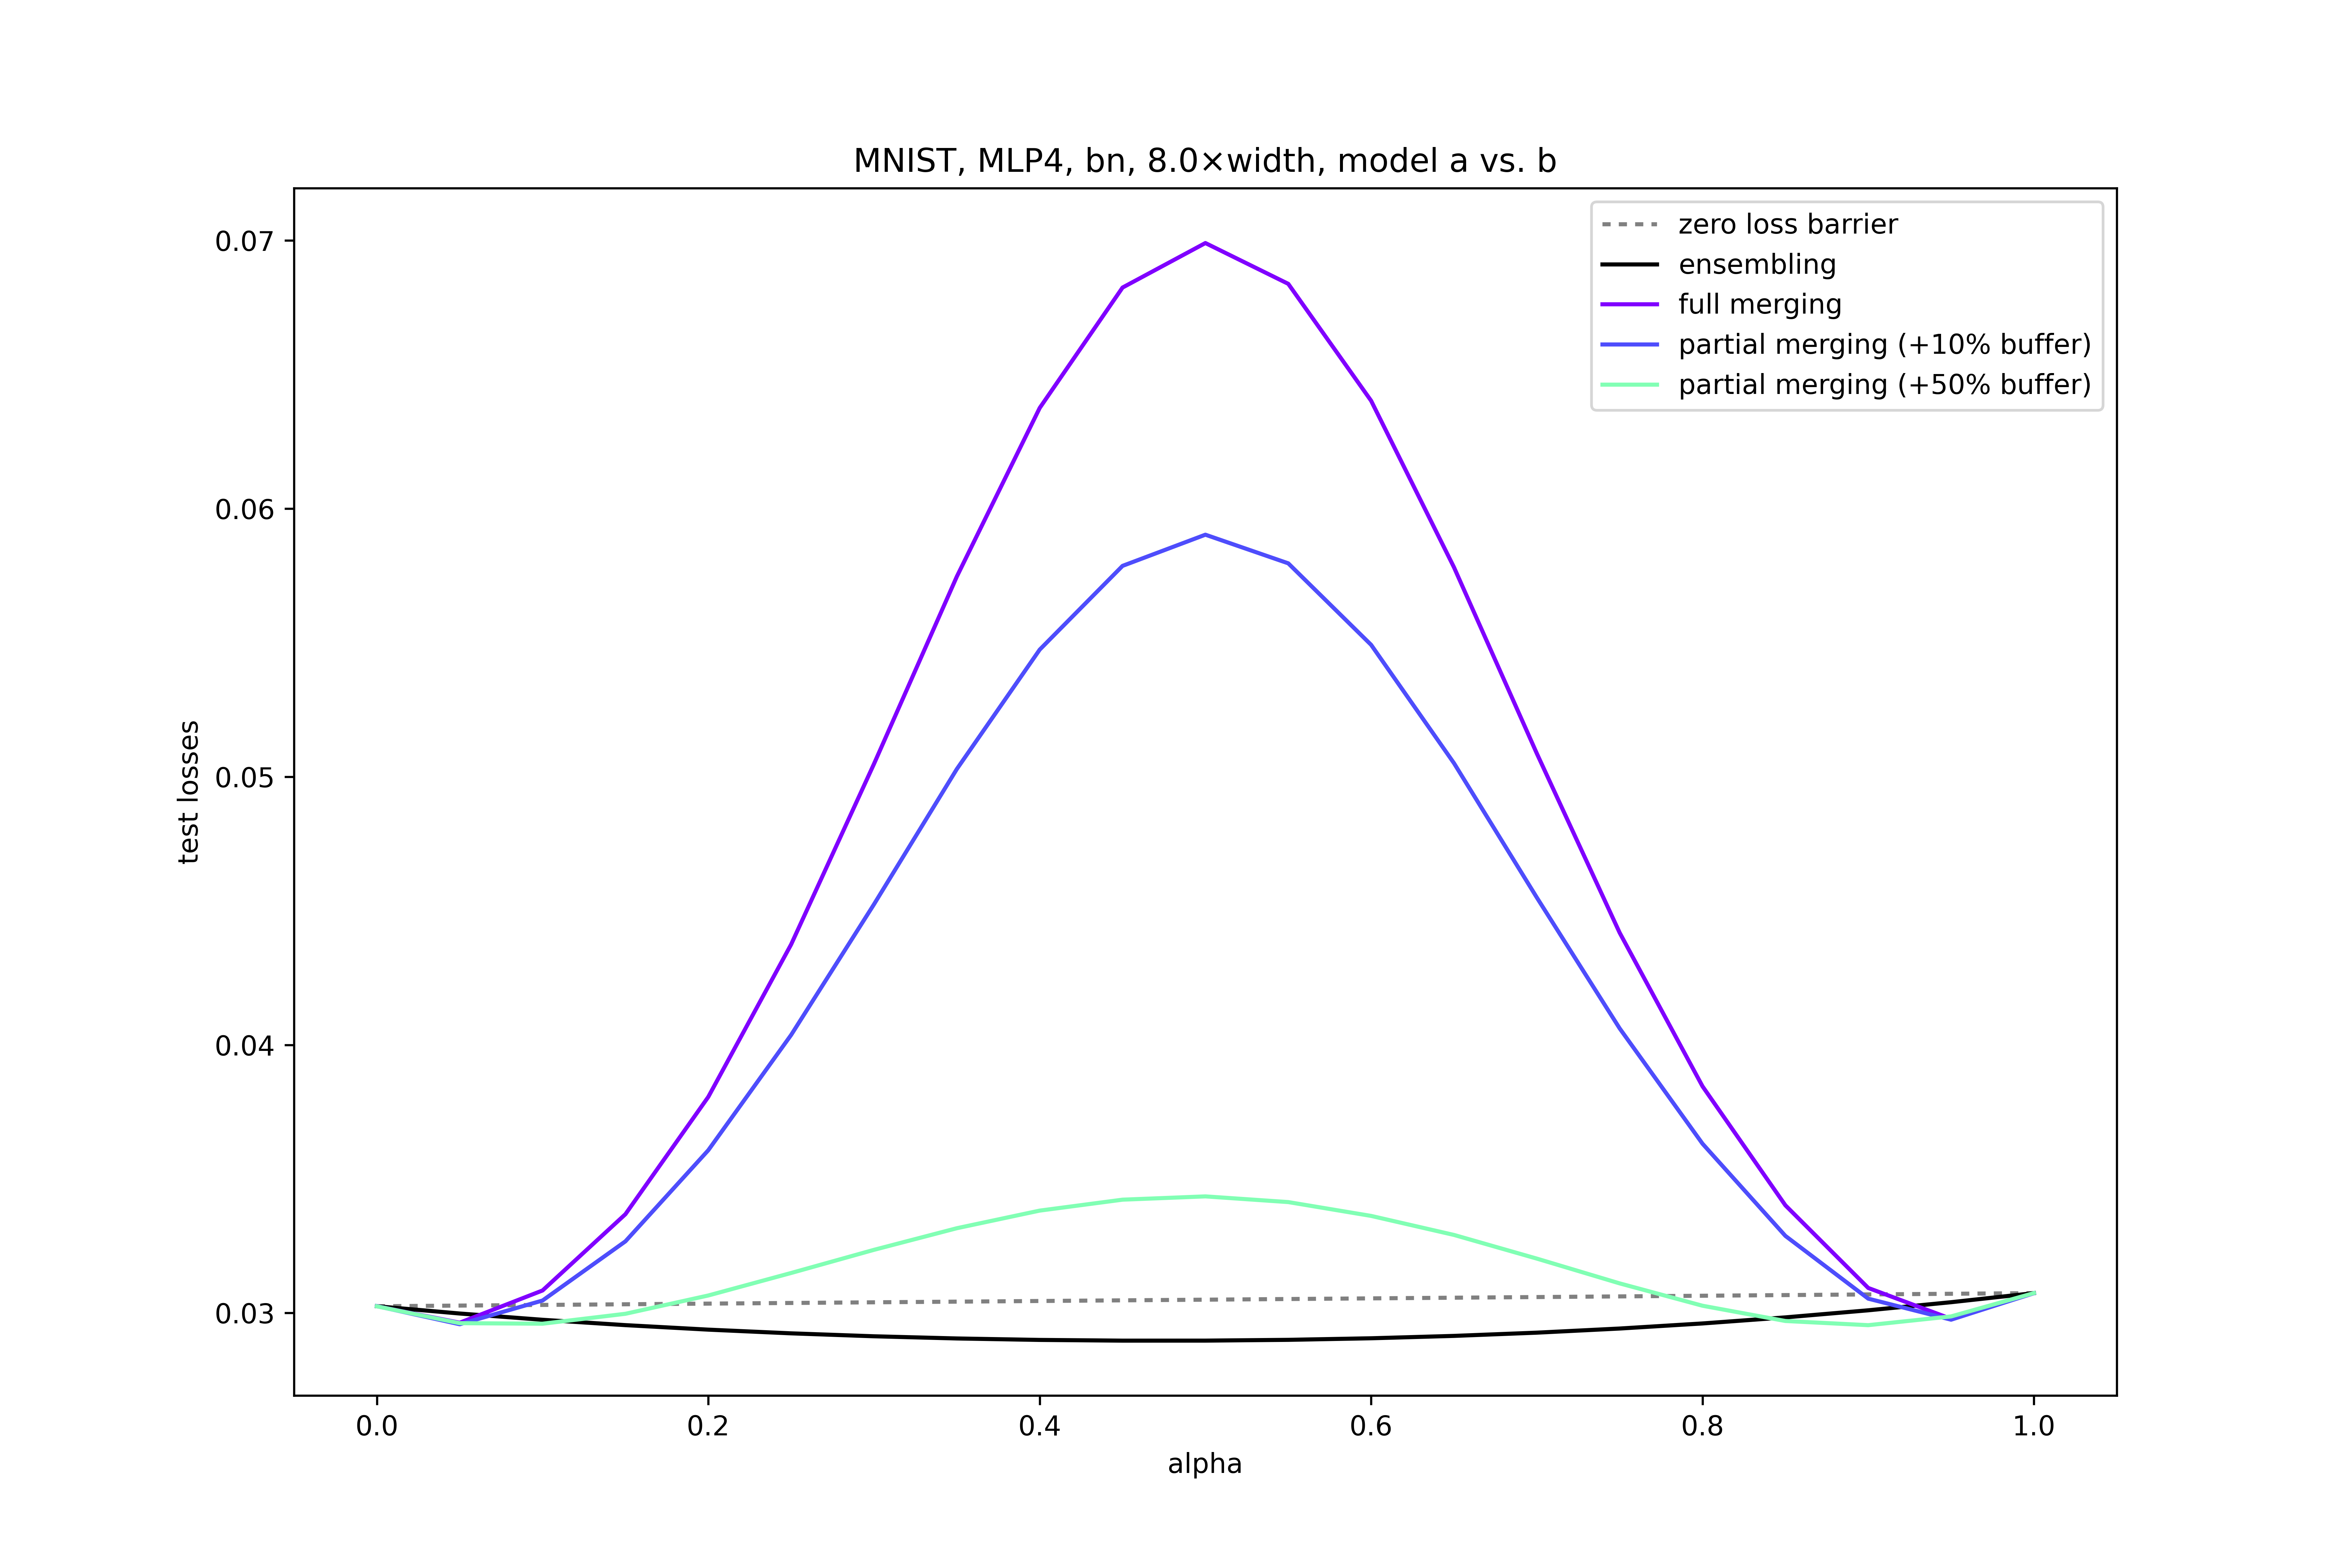 MNIST, MLP4, bn, 8.0×width, model a vs. b
zero loss barrier
ensembling
full merging
partial merging (+10% buffer)
partial merging (+50% buffer)
test losses
0.07
0.06
0.05
0.04
0.03
0.0 0.2 0.4 0.6 0.8 1.0
alpha